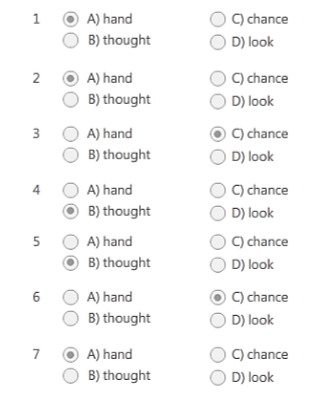 1 A) hand C) chance
B) thought D) look
2 A) hand C) chance
B) thought D) look
3 A) hand C) chance
B) thought D) look
4 A) hand C) chance
B) thought D) look
5 A) hand C) chance
B) thought D) look
6 A) hand C) chance
B) thought D) look
7 A) hand C) chance
B) thought D) look